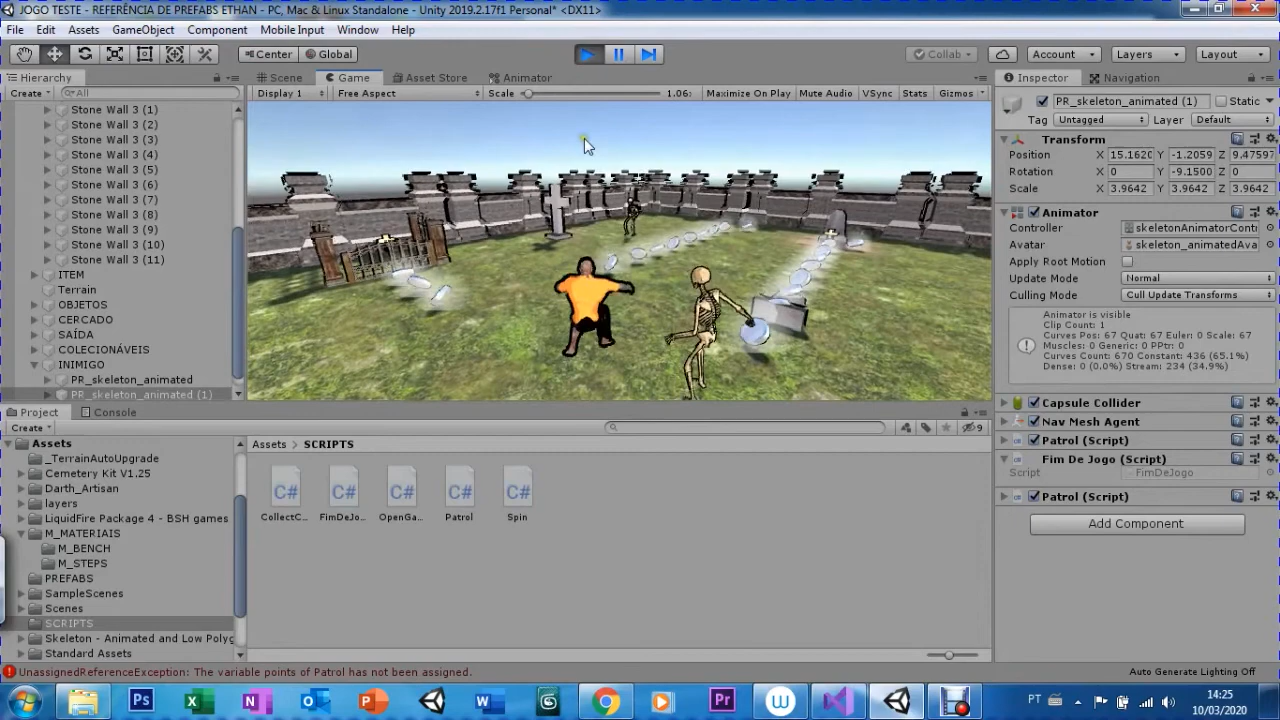 JOGO TESTE - REFERÊNCIA DE PREFABS ETHAN - PC, Mac & Linux Standalone - Unity 2019.2.17f1 Personal* <DX11>
File Edit Assets GameObject Component Mobile Input Window Help
Center Global Collab Account Layers Layout
Hierarchy Scene Game Asset Store Animator Inspector Navigation
Create All Display 1 Free Aspect Scale 1.06x Maximize On Play Mute Audio VSync Stats Gizmos PR_skeleton_animated (1) Static
Tag Untagged Layer Default
Stone Wall 3 (1)
Stone Wall 3 (2)
Stone Wall 3 (3)
Stone Wall 3 (4)
Stone Wall 3 (5)
Stone Wall 3 (6)
Stone Wall 3 (7)
Stone Wall 3 (8)
Stone Wall 3 (9)
Stone Wall 3 (10)
Stone Wall 3 (11)
ITEM
Terrain
OBJETOS
CERCADO
SAÍDA
COLECIONÁVEIS
INIMIGO
PR_skeleton_animated
PR_skeleton_animated (1)
Transform
Position X 15.1620 Y -1.2059 Z 9.47597
Rotation X 0 Y -9.1500 Z 0
Scale X 3.9642 Y 3.9642 Z 3.9642
Animator
Controller skeletonAnimatorContr
Avatar skeleton_animatedAva
Apply Root Motion
Update Mode Normal
Culling Mode Cull Update Transforms
Animator is visible
Clip Count: 1
Curves Pos: 67 Quat: 67 Euler: 0 Scale: 67
Muscles: 0 Generic: 0 PPtr: 0
Curves Count: 670 Constant: 436 (65.1%)
Dense: 0 (0.0%) Stream: 234 (34.9%)
Capsule Collider
Nav Mesh Agent
Patrol (Script)
Fim De Jogo (Script)
Script FimDeJogo
Patrol (Script)
Add Component
Project Console
Create 9
Assets
_TerrainAutoUpgrade
Cemetery Kit V1.25
Darth_Artisan
layers
LiquidFire Package 4 - BSH games
M_MATERIAIS
M_BENCH
M_STEPS
PREFABS
SampleScenes
Scenes
SCRIPTS
Skeleton - Animated and Low Polyg
Standard Assets
Assets SCRIPTS
C# C# C# C# C#
CollectC... FimDeJo... OpenGa... Patrol Spin
UnassignedReferenceException: The variable points of Patrol has not been assigned. Auto Generate Lighting Off
Ps Pr W PT 14:25
10/03/2020